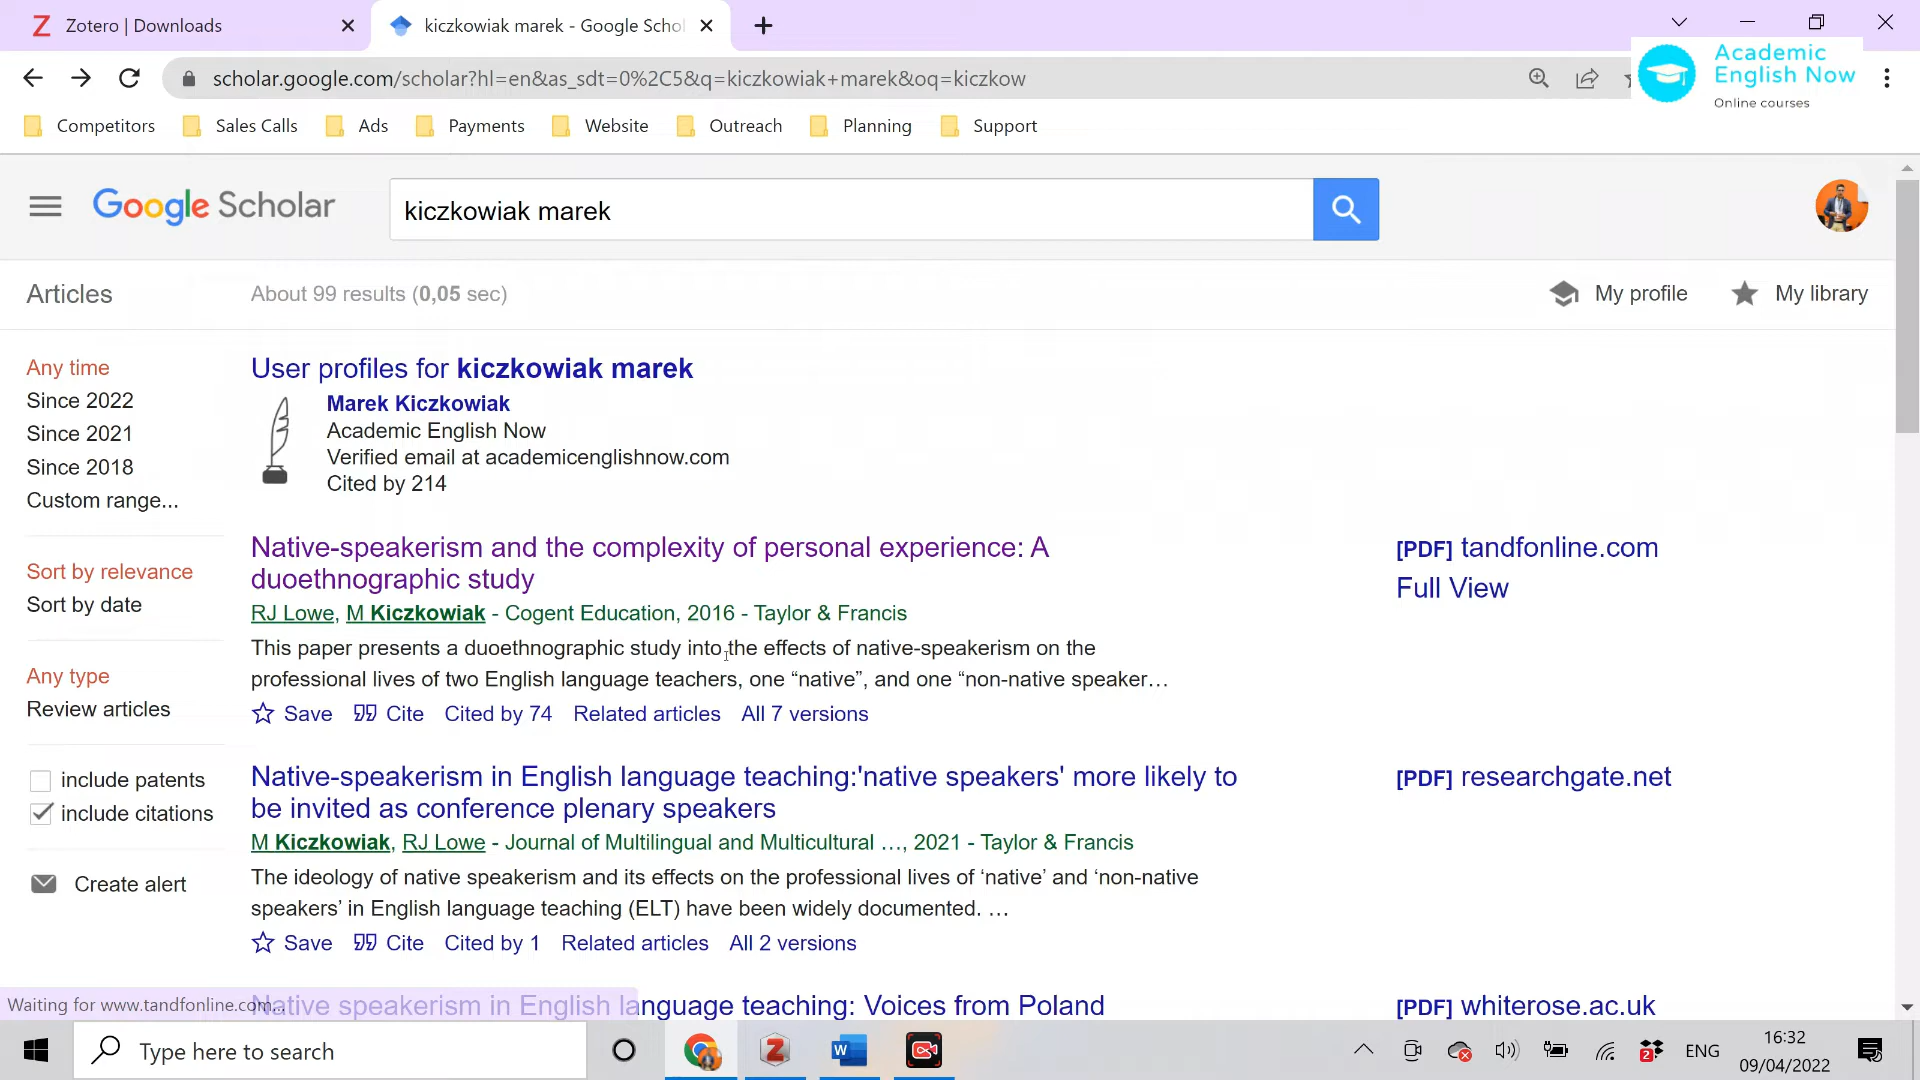 Zotero | Downloads
kiczkowiak marek - Google Schol
Academic
English Now
Online courses
scholar.google.com/scholar?hl=en&as_sdt=0%2C5&q=kiczkowiak+marek&oq=kiczkow
Competitors
Sales Calls
Ads
Payments
Website
Outreach
Planning
Support
Google Scholar
kiczkowiak marek
Articles
About 99 results (0,05 sec)
My profile
My library
Any time
Since 2022
Since 2021
Since 2018
Custom range...
Sort by relevance
Sort by date
Any type
Review articles
include patents
include citations
Create alert
User profiles for kiczkowiak marek
Marek Kiczkowiak
Academic English Now
Verified email at academicenglishnow.com
Cited by 214
Native-speakerism and the complexity of personal experience: A
duoethnographic study
RJ Lowe, M Kiczkowiak - Cogent Education, 2016 - Taylor & Francis
This paper presents a duoethnographic study into the effects of native-speakerism on the
professional lives of two English language teachers, one “native”, and one “non-native speaker…
Save Cite Cited by 74 Related articles All 7 versions
[PDF] tandfonline.com
Full View
Native-speakerism in English language teaching:'native speakers' more likely to
be invited as conference plenary speakers
M Kiczkowiak, RJ Lowe - Journal of Multilingual and Multicultural …, 2021 - Taylor & Francis
The ideology of native speakerism and its effects on the professional lives of ‘native’ and ‘non-native
speakers’ in English language teaching (ELT) have been widely documented. …
Save Cite Cited by 1 Related articles All 2 versions
[PDF] researchgate.net
Native speakerism in English language teaching: Voices from Poland
[PDF] whiterose.ac.uk
Waiting for www.tandfonline.com...
Type here to search
W
2
ENG
16:32
09/04/2022